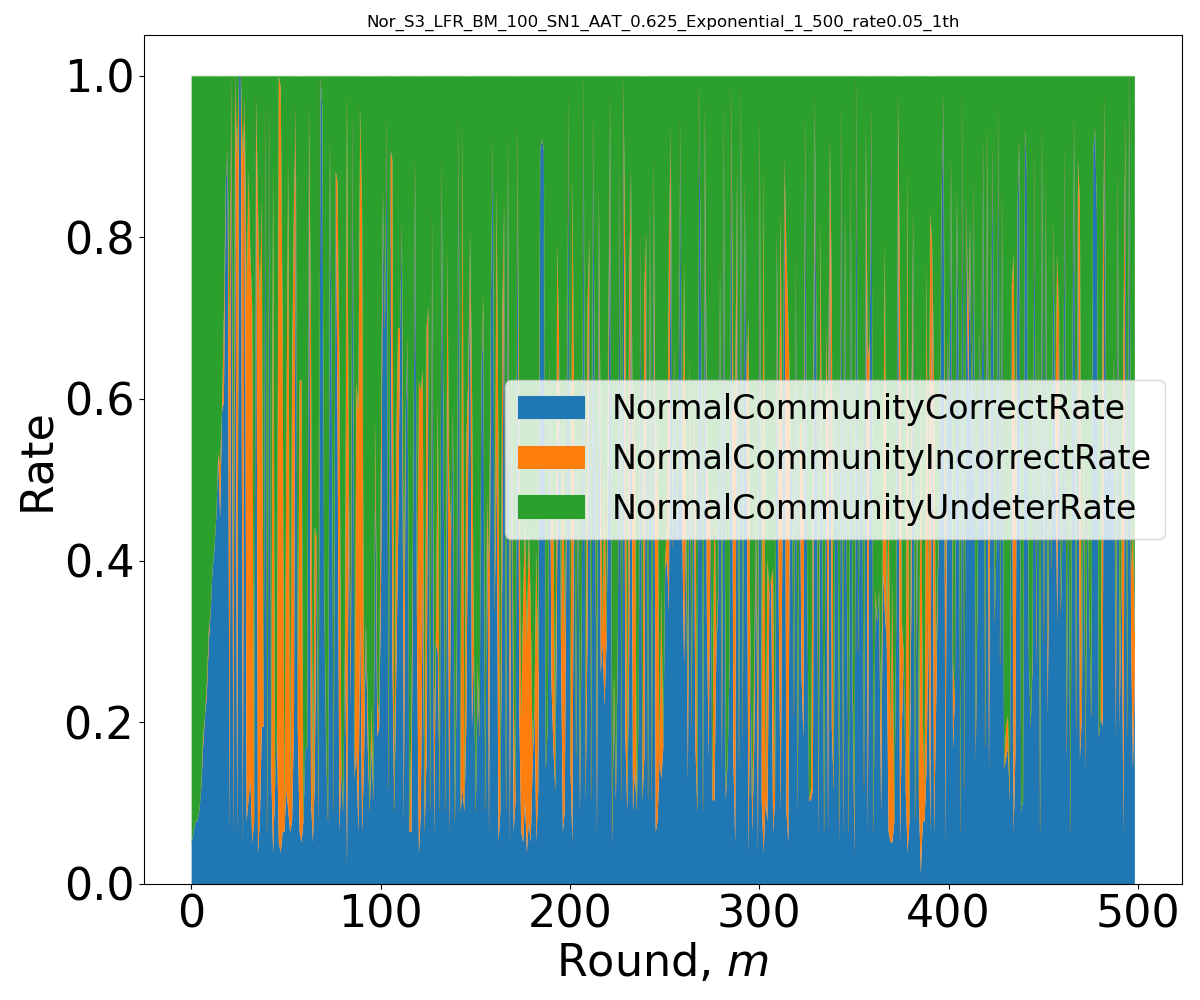 Nor_S3_LFR_BM_100_SN1_AAT_0.625_Exponential_1_500_rate0.05_1th
1.0
0.8
0.6
0.4
0.2
0.0
Rate
NormalCommunityCorrectRate
NormalCommunityIncorrectRate
NormalCommunityUndeterRate
0 100 200 300 400 500
Round, m